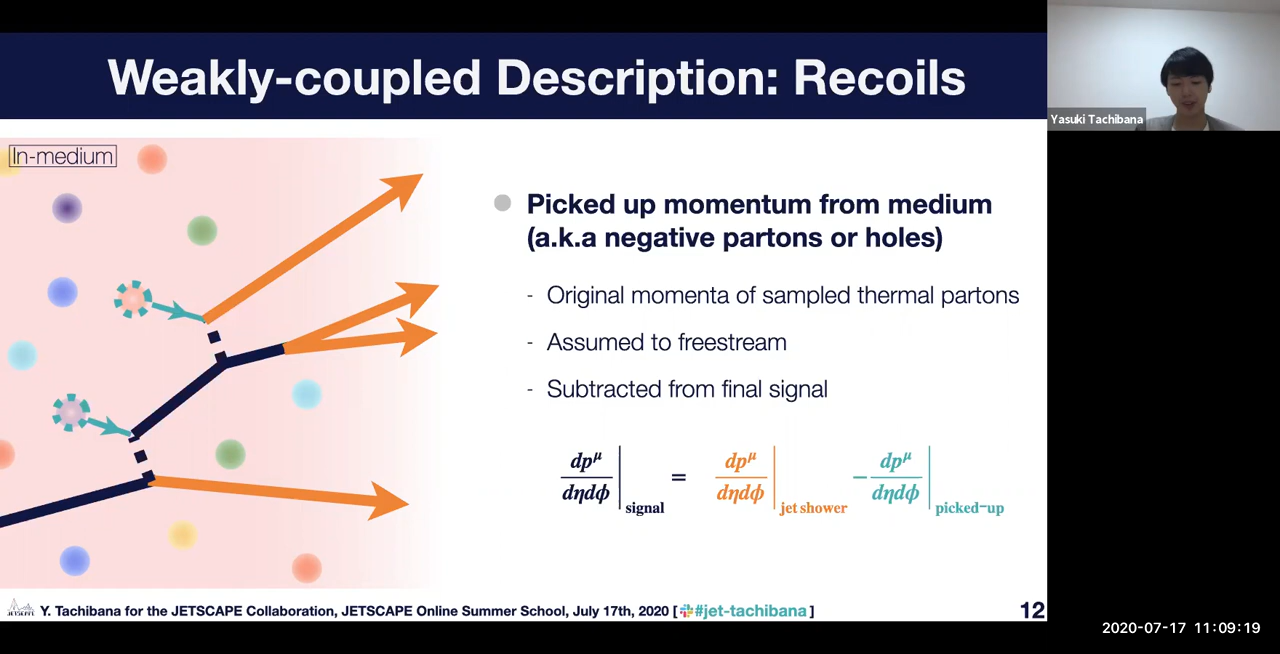 Weakly-coupled Description: Recoils
Yasuki Tachibana
In-medium
Picked up momentum from medium
(a.k.a negative partons or holes)
- Original momenta of sampled thermal partons
- Assumed to freestream
- Subtracted from final signal
dp^μ/dηdϕ|signal = dp^μ/dηdϕ|jet shower − dp^μ/dηdϕ|picked-up
JETSCAPE Y. Tachibana for the JETSCAPE Collaboration, JETSCAPE Online Summer School, July 17th, 2020 [ #jet-tachibana ] 12
2020-07-17 11:09:19